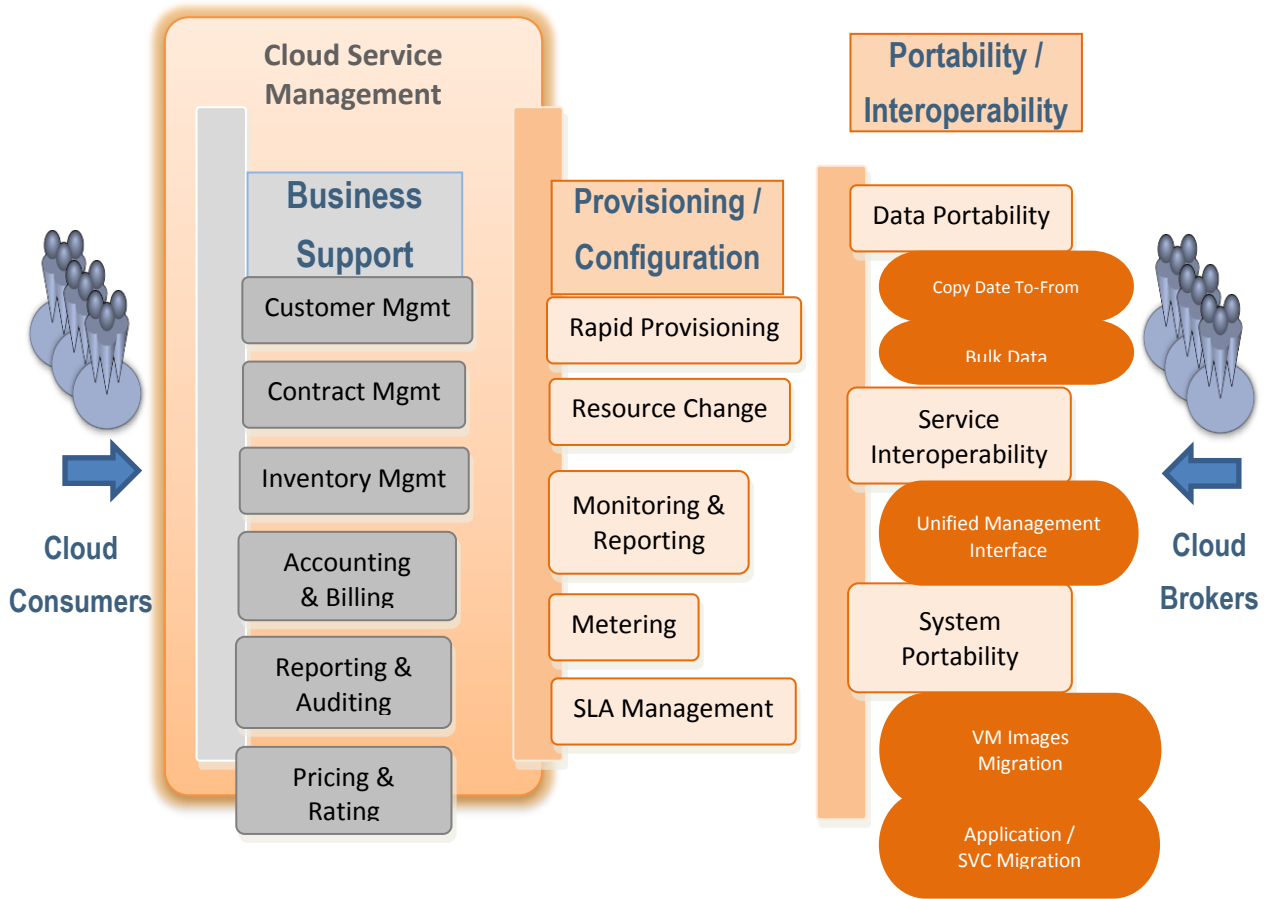 Cloud Service
Management
Business
Support
Customer Mgmt
Contract Mgmt
Inventory Mgmt
Accounting
& Billing
Reporting &
Auditing
Pricing &
Rating
Provisioning /
Configuration
Rapid Provisioning
Resource Change
Monitoring &
Reporting
Metering
SLA Management
Portability /
Interoperability
Data Portability
Copy Date To-From
Bulk Data
Service
Interoperability
Unified Management
Interface
System
Portability
VM Images
Migration
Application /
SVC Migration
Cloud
Consumers
Cloud
Brokers